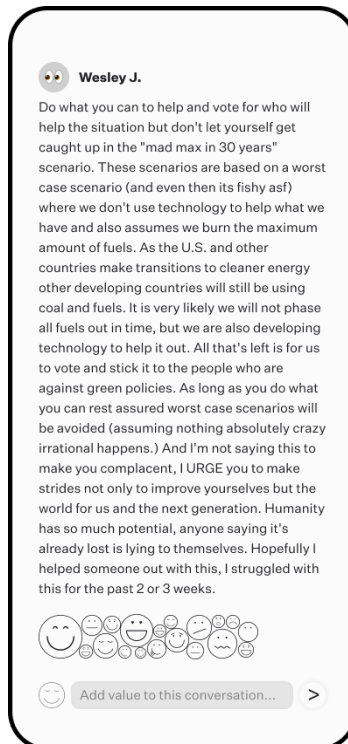 Wesley J.
Do what you can to help and vote for who will
help the situation but don't let yourself get
caught up in the "mad max in 30 years"
scenario. These scenarios are based on a worst
case scenario (and even then its fishy asf)
where we don't use technology to help what we
have and also assumes we burn the maximum
amount of fuels. As the U.S. and other
countries make transitions to cleaner energy
other developing countries will still be using
coal and fuels. It is very likely we will not phase
all fuels out in time, but we are also developing
technology to help it out. All that's left is for us
to vote and stick it to the people who are
against green policies. As long as you do what
you can rest assured worst case scenarios will
be avoided (assuming nothing absolutely crazy
irrational happens.) And I'm not saying this to
make you complacent, I URGE you to make
strides not only to improve yourselves but the
world for us and the next generation. Humanity
has so much potential, anyone saying it's
already lost is lying to themselves. Hopefully I
helped someone out with this, I struggled with
this for the past 2 or 3 weeks.
Add value to this conversation...